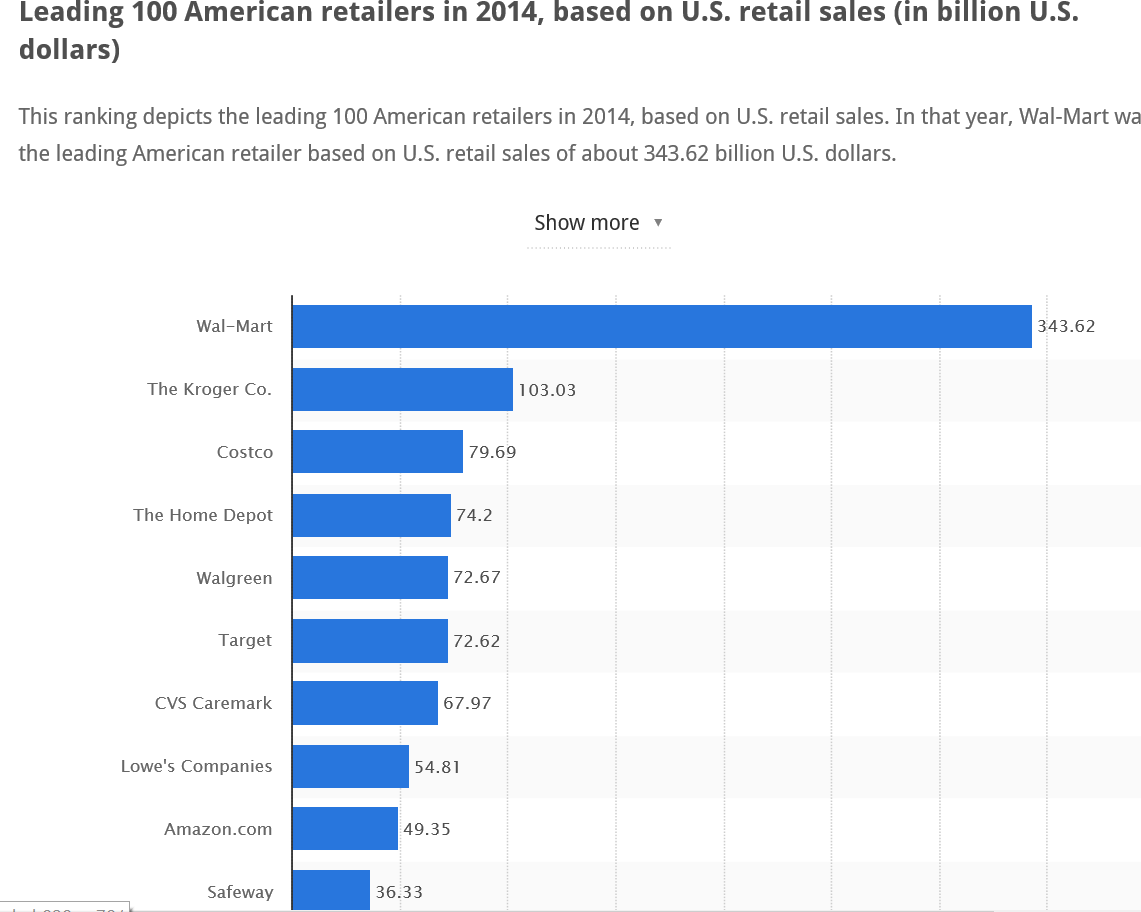 Leading 100 American retailers in 2014, based on U.S. retail sales (in billion U.S.
dollars)
This ranking depicts the leading 100 American retailers in 2014, based on U.S. retail sales. In that year, Wal-Mart wa
the leading American retailer based on U.S. retail sales of about 343.62 billion U.S. dollars.
Show more ▼
Wal-Mart 343.62
The Kroger Co. 103.03
Costco 79.69
The Home Depot 74.2
Walgreen 72.67
Target 72.62
CVS Caremark 67.97
Lowe's Companies 54.81
Amazon.com 49.35
Safeway 36.33